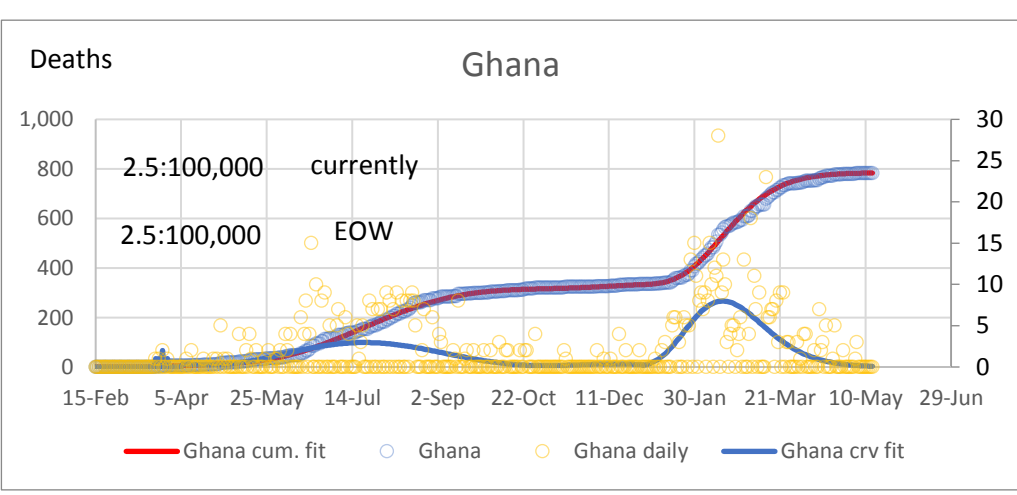 Deaths
Ghana
1,000
800
600
400
200
0
30
25
20
15
10
5
0
2.5:100,000 currently
2.5:100,000 EOW
15-Feb 5-Apr 25-May 14-Jul 2-Sep 22-Oct 11-Dec 30-Jan 21-Mar 10-May 29-Jun
Ghana cum. fit Ghana Ghana daily Ghana crv fit